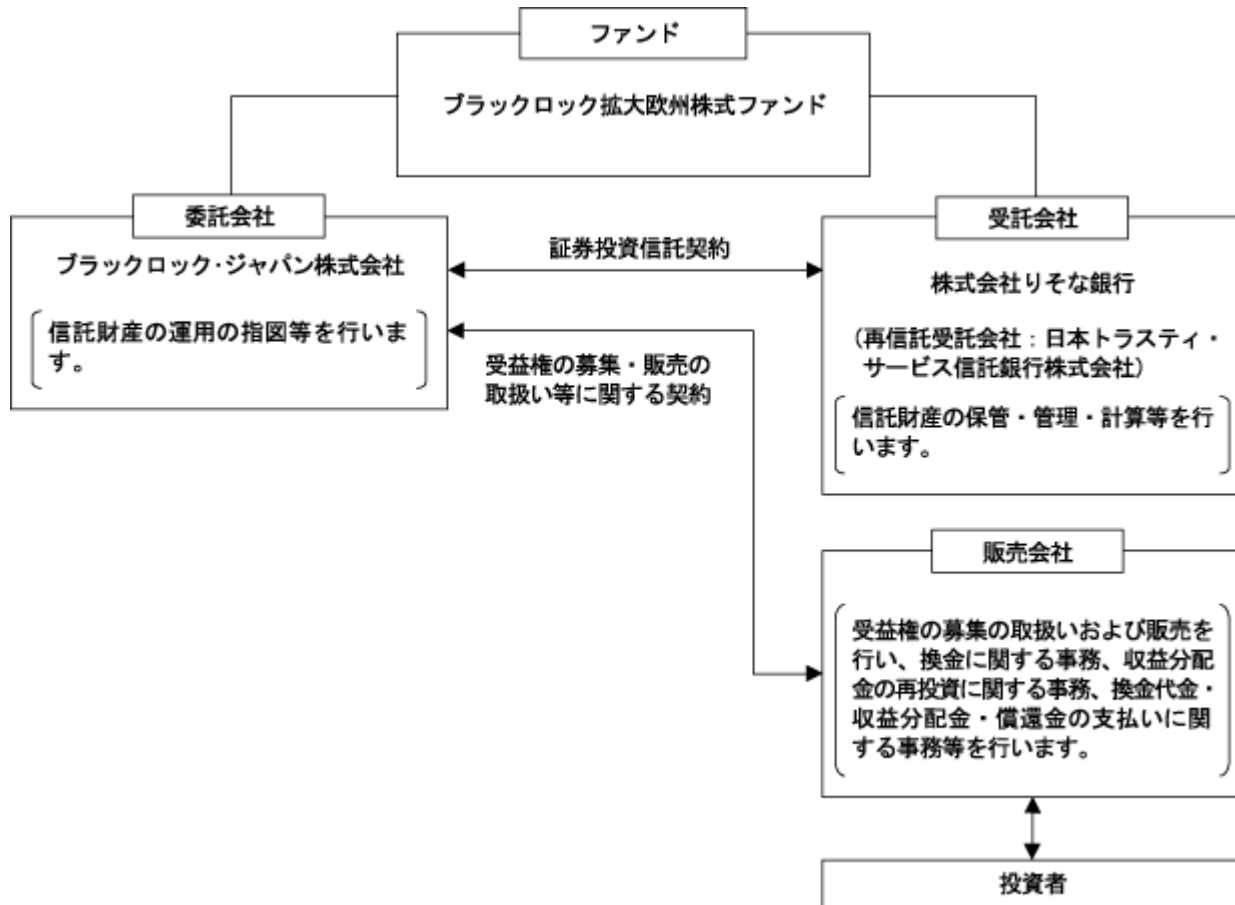 ファンド
ブラックロック拡大欧州株式ファンド
委託会社
ブラックロック・ジャパン株式会社
信託財産の運用の指図等を行いま
す。
証券投資信託契約
受益権の募集・販売の
取扱い等に関する契約
受託会社
株式会社りそな銀行
(再信託受託会社：日本トラスティ・
サービス信託銀行株式会社)
信託財産の保管・管理・計算等を行
います。
販売会社
受益権の募集の取扱いおよび販売を
行い、換金に関する事務、収益分配
金の再投資に関する事務、換金代金・
収益分配金・償還金の支払いに関
する事務等を行います。
投資者